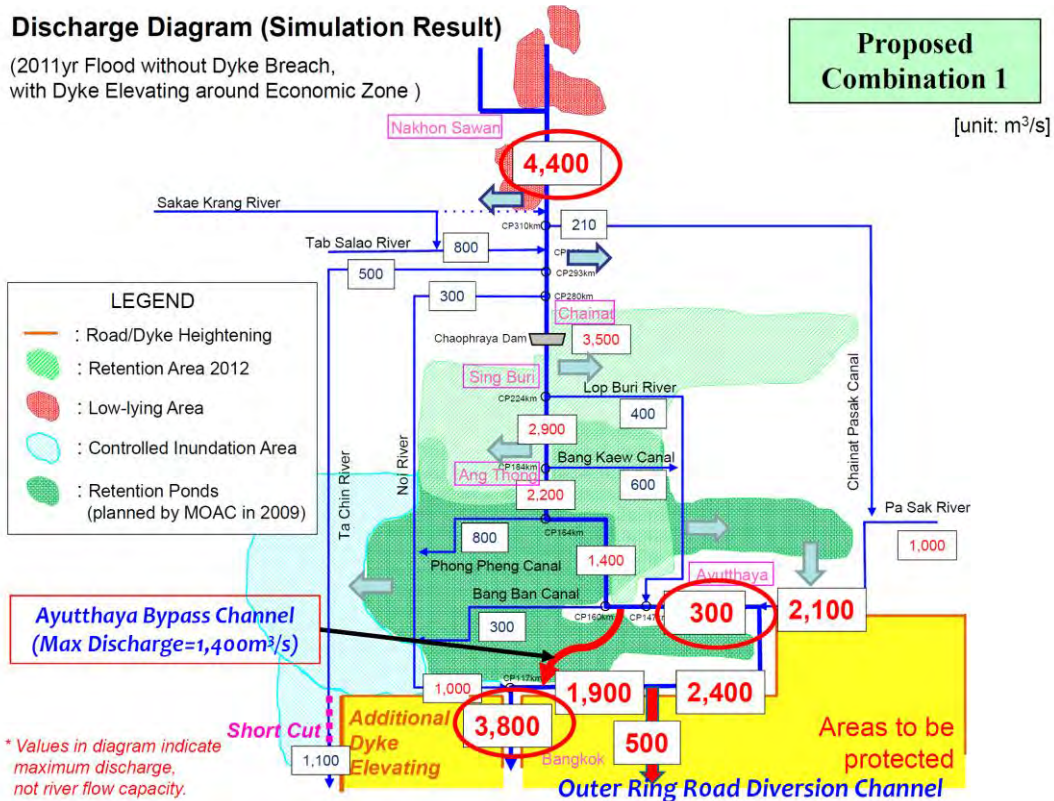 Discharge Diagram (Simulation Result)
(2011yr Flood without Dyke Breach,
with Dyke Elevating around Economic Zone )
Proposed
Combination 1
[unit: m³/s]
Nakhon Sawan
4,400
Sakae Krang River
CP310km
210
Tab Salao River
800
500
CP293km
300
CP280km
LEGEND
: Road/Dyke Heightening
: Retention Area 2012
: Low-lying Area
: Controlled Inundation Area
: Retention Ponds
(planned by MOAC in 2009)
Chainat
Chaophraya Dam
3,500
Sing Buri
Lop Buri River
CP224km
400
2,900
Bang Kaew Canal
CP184km
Ang Thong
600
2,200
Ta Chin River
Noi River
Chainat Pasak Canal
Pa Sak River
1,000
CP164km
800
1,400
Phong Pheng Canal
Ayutthaya
Bang Ban Canal
CP160km
CP147km
300
2,100
300
Ayutthaya Bypass Channel
(Max Discharge=1,400m³/s)
CP117km
1,000
1,900
2,400
Short Cut
Additional
Dyke
Elevating
3,800
500
Bangkok
Areas to be
protected
1,100
* Values in diagram indicate
maximum discharge,
not river flow capacity.
Outer Ring Road Diversion Channel